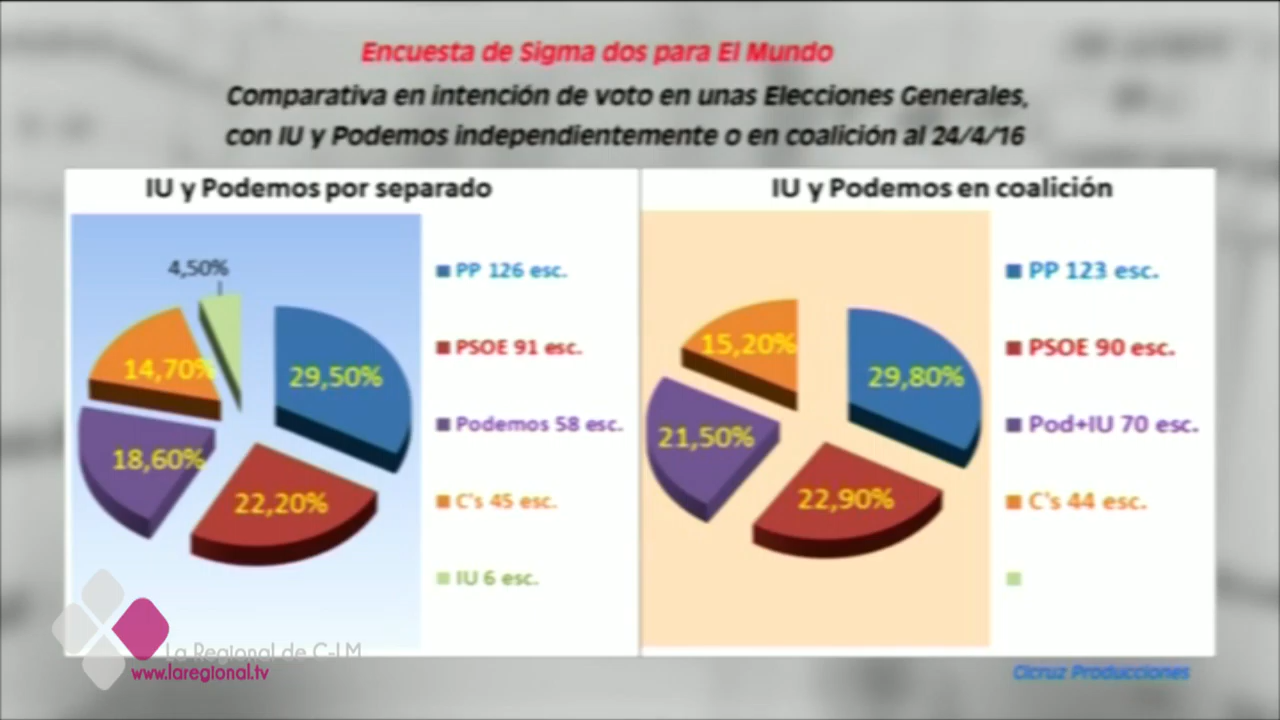 Encuesta de Sigma dos para El Mundo
Comparativa en intención de voto en unas Elecciones Generales,
con IU y Podemos independientemente o en coalición al 24/4/16
IU y Podemos por separado
4,50%
14,70%
29,50%
18,60%
22,20%
PP 126 esc.
PSOE 91 esc.
Podemos 58 esc.
C's 45 esc.
IU 6 esc.
IU y Podemos en coalición
15,20%
29,80%
21,50%
22,90%
PP 123 esc.
PSOE 90 esc.
Pod+IU 70 esc.
C's 44 esc.
La Regional de C-LM
www.laregional.tv
Cicruz Producciones